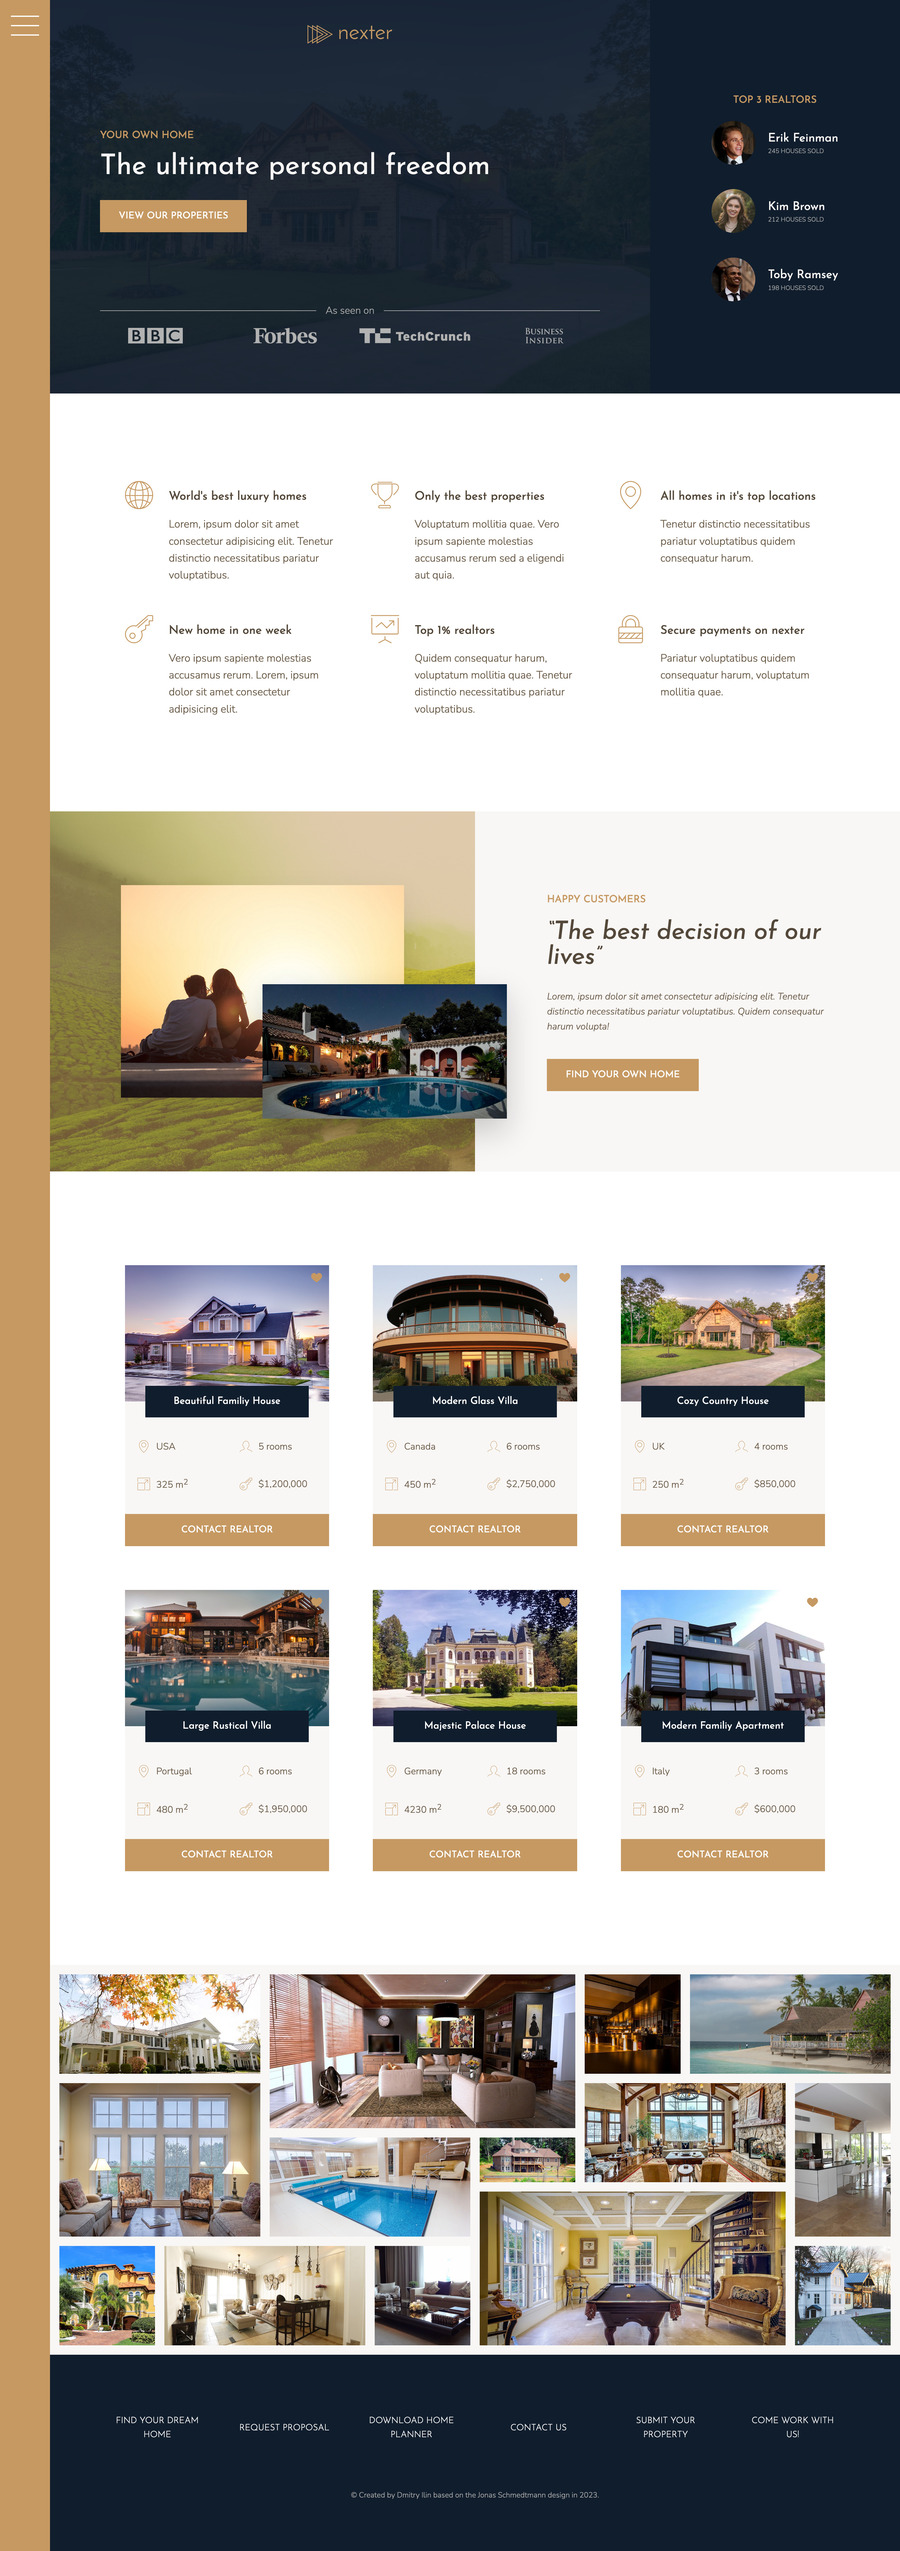 nexter
YOUR OWN HOME
The ultimate personal freedom
VIEW OUR PROPERTIES
As seen on
BBC
Forbes
TC TechCrunch
BUSINESS
INSIDER
TOP 3 REALTORS
Erik Feinman
245 HOUSES SOLD
Kim Brown
212 HOUSES SOLD
Toby Ramsey
198 HOUSES SOLD
World's best luxury homes
Lorem, ipsum dolor sit amet
consectetur adipisicing elit. Tenetur
distinctio necessitatibus pariatur
voluptatibus.
Only the best properties
Voluptatum mollitia quae. Vero
ipsum sapiente molestias
accusamus rerum sed a eligendi
aut quia.
All homes in it's top locations
Tenetur distinctio necessitatibus
pariatur voluptatibus quidem
consequatur harum.
New home in one week
Vero ipsum sapiente molestias
accusamus rerum. Lorem, ipsum
dolor sit amet consectetur
adipisicing elit.
Top 1% realtors
Quidem consequatur harum,
voluptatum mollitia quae. Tenetur
distinctio necessitatibus pariatur
voluptatibus.
Secure payments on nexter
Pariatur voluptatibus quidem
consequatur harum, voluptatum
mollitia quae.
HAPPY CUSTOMERS
“The best decision of our
lives”
Lorem, ipsum dolor sit amet consectetur adipisicing elit. Tenetur
distinctio necessitatibus pariatur voluptatibus. Quidem consequatur
harum volupta!
FIND YOUR OWN HOME
Beautiful Familiy House
USA
5 rooms
325 m²
$1,200,000
CONTACT REALTOR
Modern Glass Villa
Canada
6 rooms
450 m²
$2,750,000
CONTACT REALTOR
Cozy Country House
UK
4 rooms
250 m²
$850,000
CONTACT REALTOR
Large Rustical Villa
Portugal
6 rooms
480 m²
$1,950,000
CONTACT REALTOR
Majestic Palace House
Germany
18 rooms
4230 m²
$9,500,000
CONTACT REALTOR
Modern Familiy Apartment
Italy
3 rooms
180 m²
$600,000
CONTACT REALTOR
FIND YOUR DREAM
HOME
REQUEST PROPOSAL
DOWNLOAD HOME
PLANNER
CONTACT US
SUBMIT YOUR
PROPERTY
COME WORK WITH
US!
© Created by Dmitry Ilin based on the Jonas Schmedtmann design in 2023.